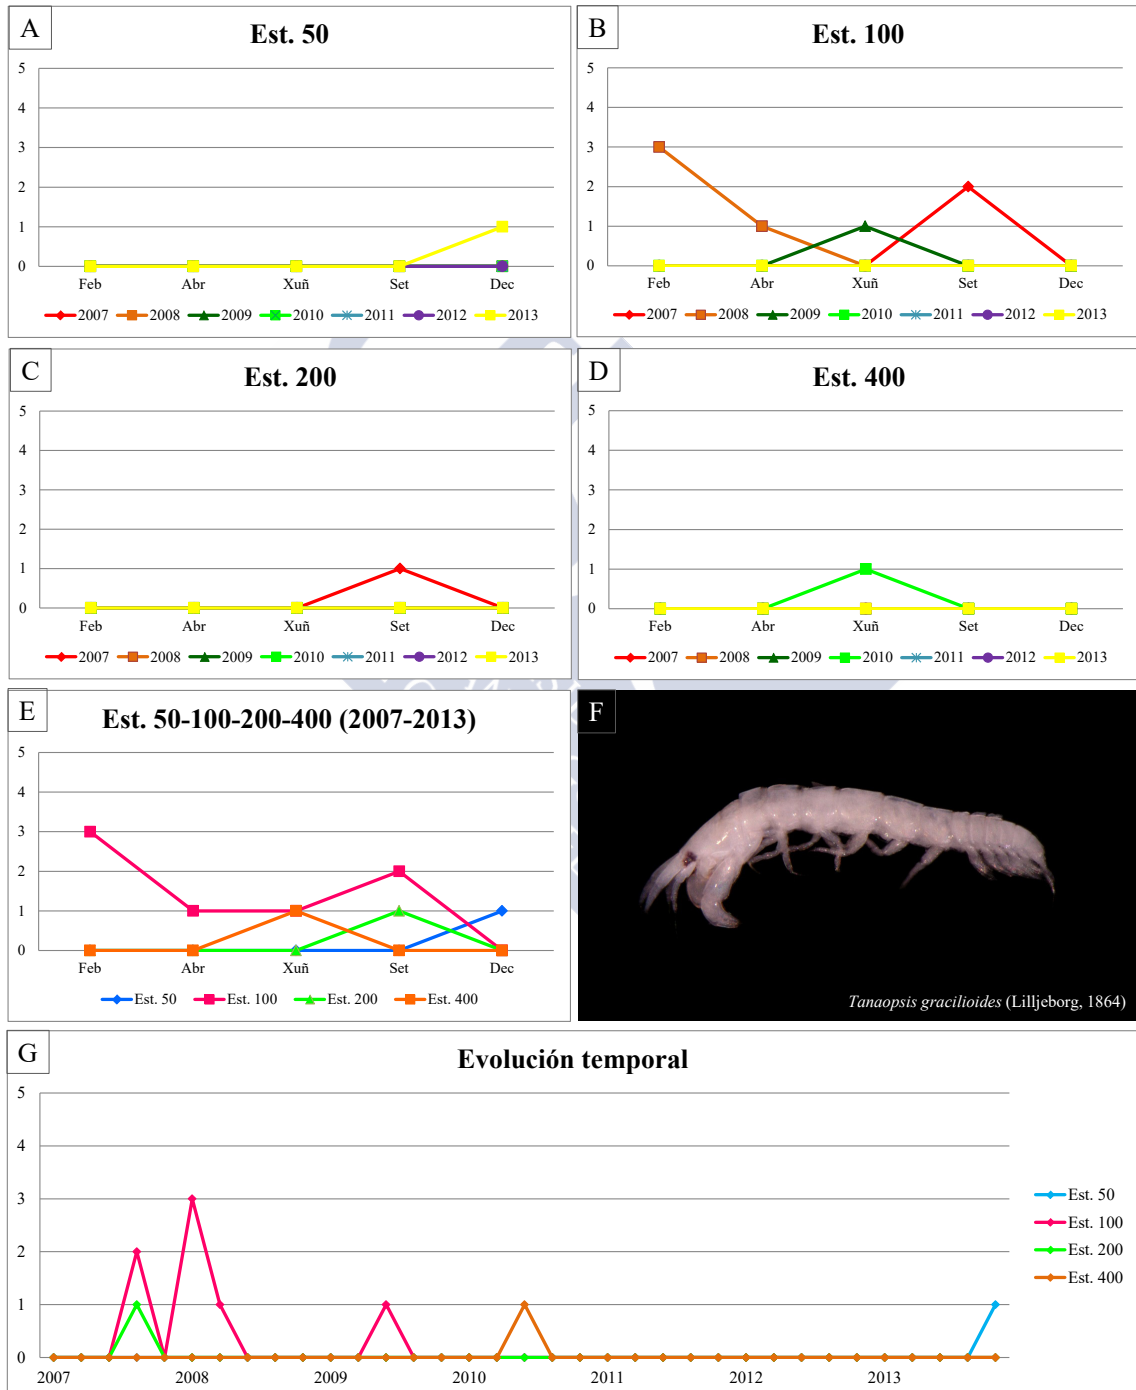 A
Est. 50
5
4
3
2
1
0
Feb Abr Xuñ Set Dec
2007 2008 2009 2010 2011 2012 2013
B
Est. 100
5
4
3
2
1
0
Feb Abr Xuñ Set Dec
2007 2008 2009 2010 2011 2012 2013
C
Est. 200
5
4
3
2
1
0
Feb Abr Xuñ Set Dec
2007 2008 2009 2010 2011 2012 2013
D
Est. 400
5
4
3
2
1
0
Feb Abr Xuñ Set Dec
2007 2008 2009 2010 2011 2012 2013
E
Est. 50-100-200-400 (2007-2013)
5
4
3
2
1
0
Feb Abr Xuñ Set Dec
Est. 50 Est. 100 Est. 200 Est. 400
F
Tanaopsis gracilioides (Lilljeborg, 1864)
G
Evolución temporal
5
4
3
2
1
0
2007 2008 2009 2010 2011 2012 2013
Est. 50
Est. 100
Est. 200
Est. 400